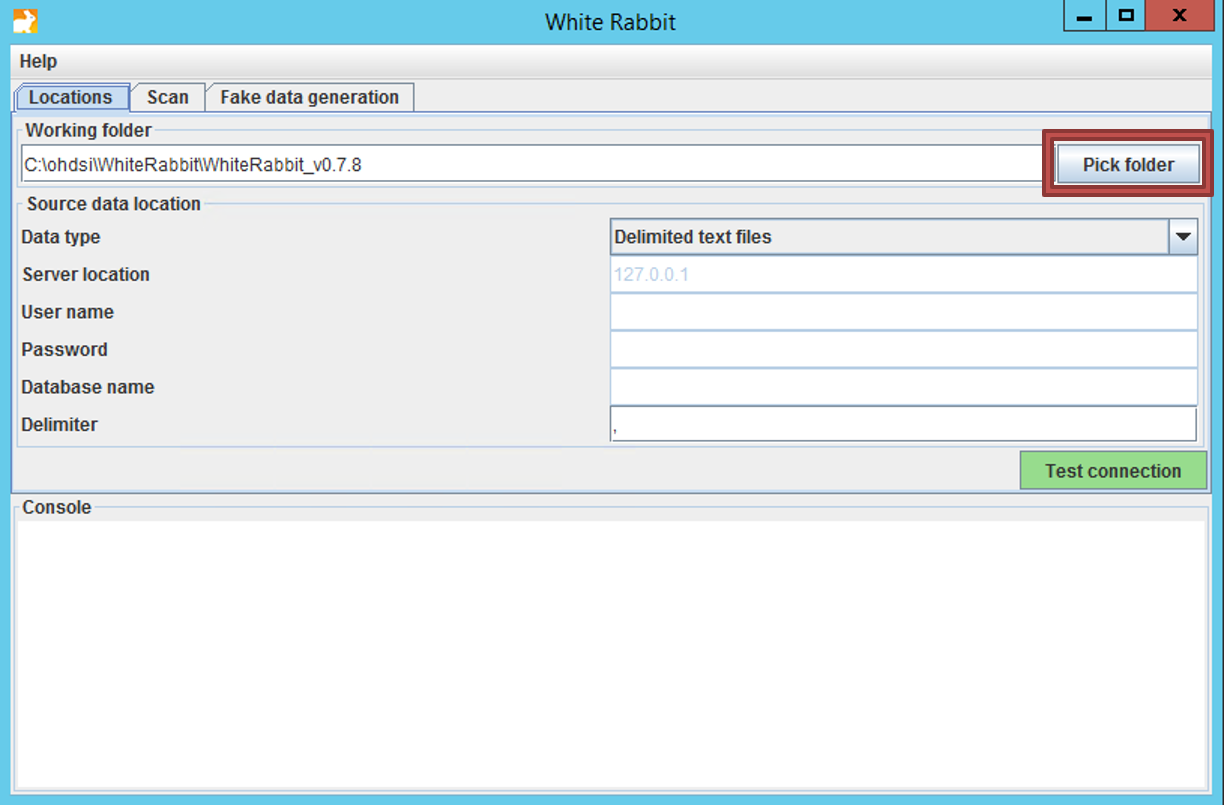 White Rabbit
Help
Locations Scan Fake data generation
Working folder
C:\ohdsi\WhiteRabbit\WhiteRabbit_v0.7.8 Pick folder
Source data location
Data type Delimited text files
Server location 127.0.0.1
User name
Password
Database name
Delimiter ,
Test connection
Console